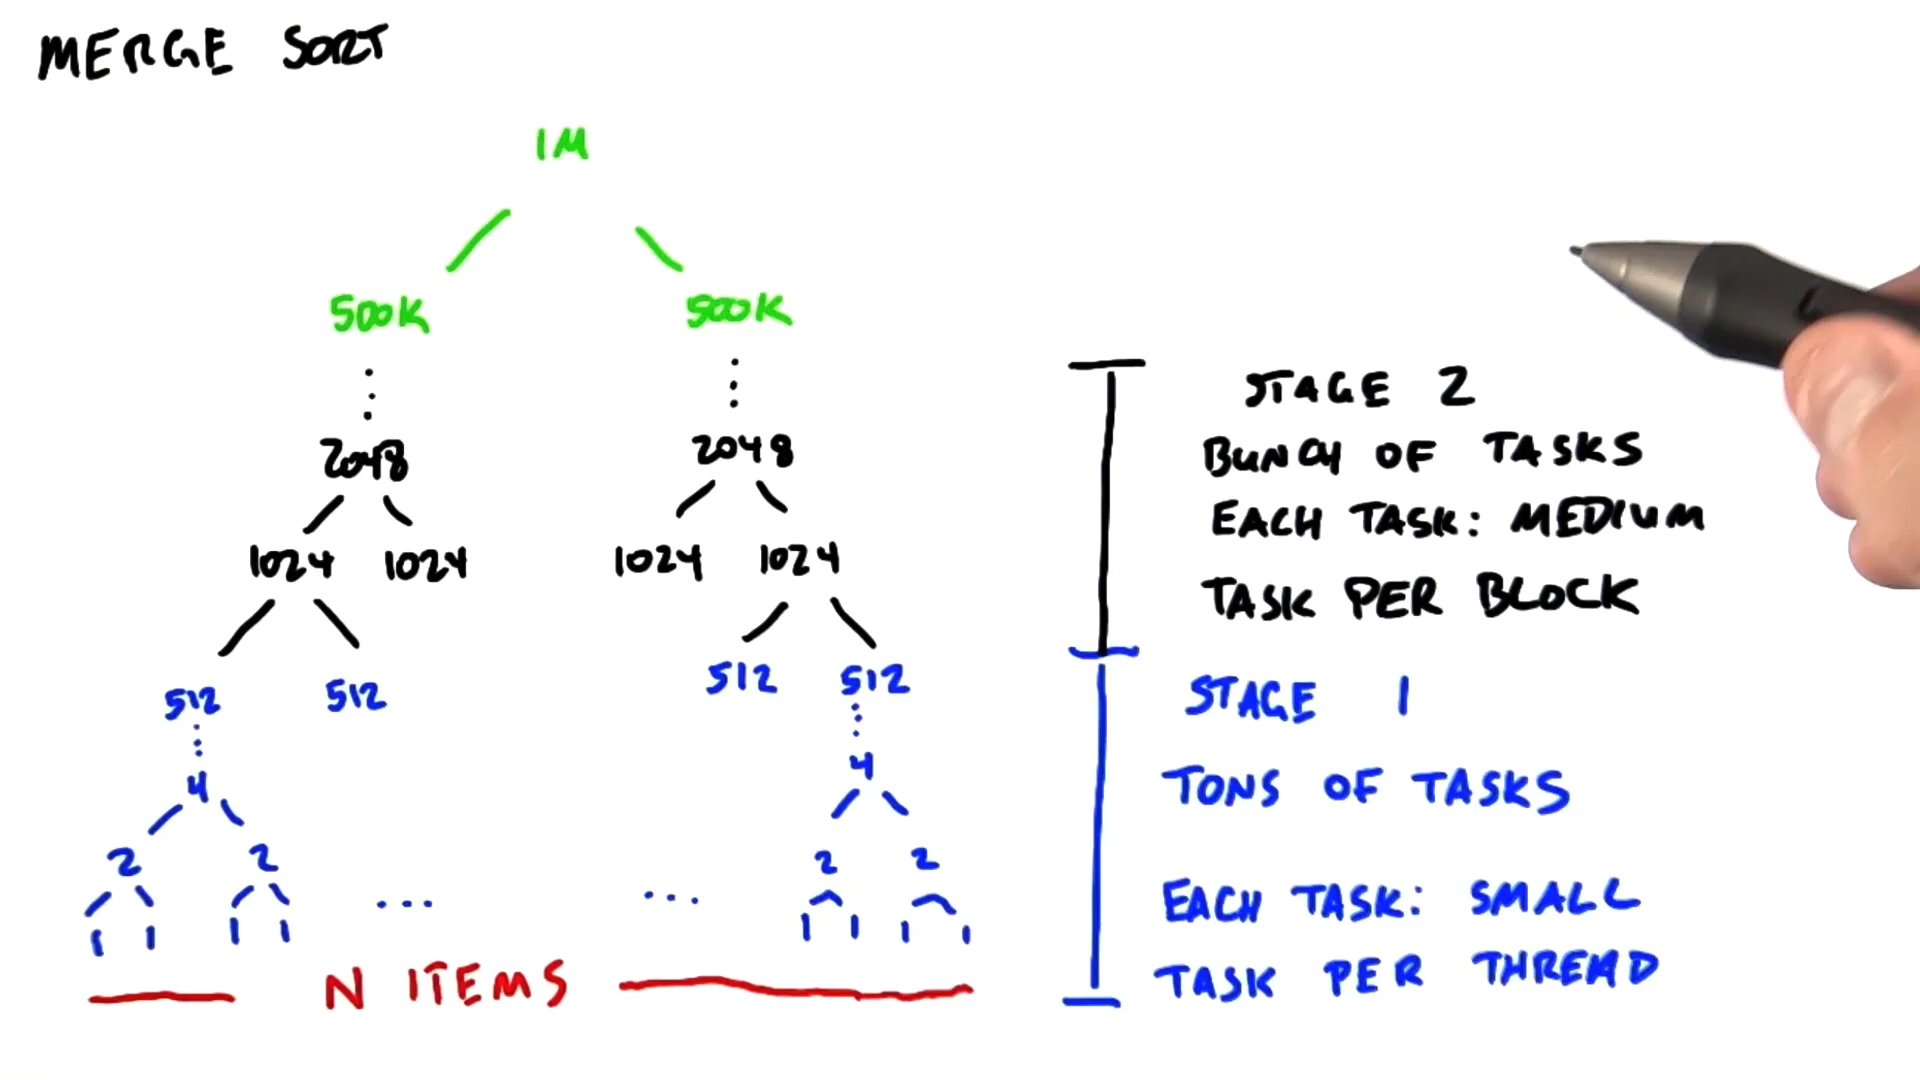 MERGE SORT
1M
500K 500K
2048 2048
1024 1024 1024 1024
512 512 512 512
4 4
2 2 2 2
1 1 1 1 ... ... 1 1 1 1
N ITEMS
STAGE 2
BUNCH OF TASKS
EACH TASK: MEDIUM
TASK PER BLOCK
STAGE 1
TONS OF TASKS
EACH TASK: SMALL
TASK PER THREAD